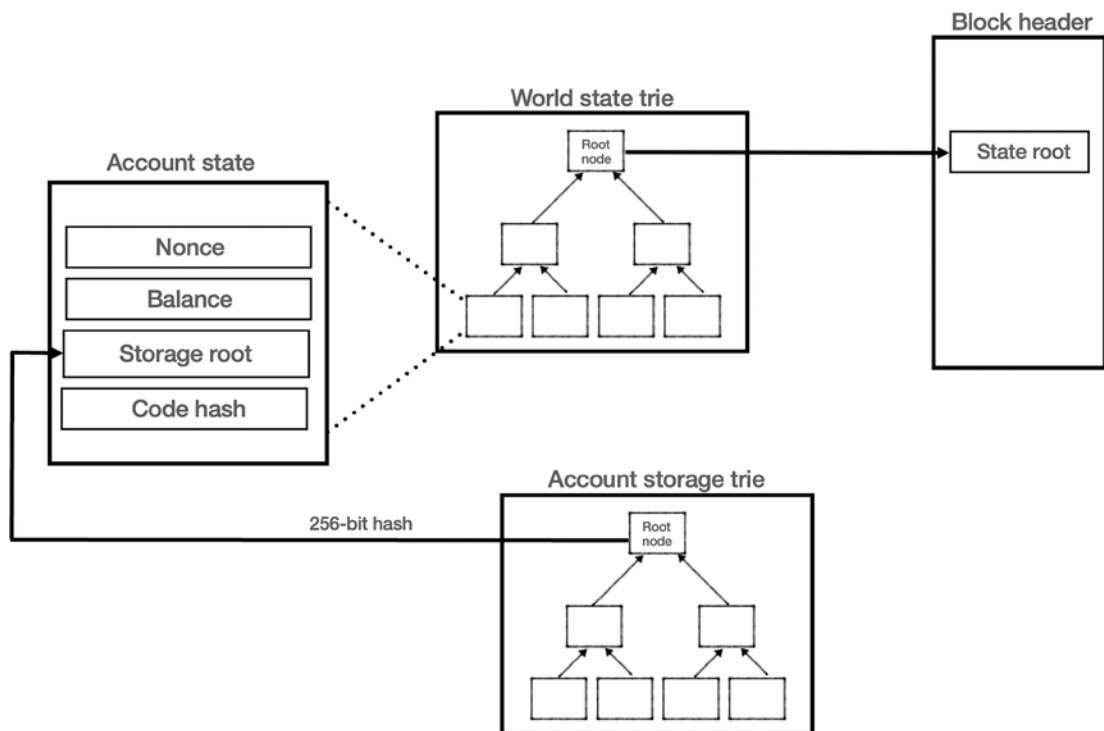 Block header
State root
World state trie
Root
node
Account state
Nonce
Balance
Storage root
Code hash
Account storage trie
256-bit hash
Root
node